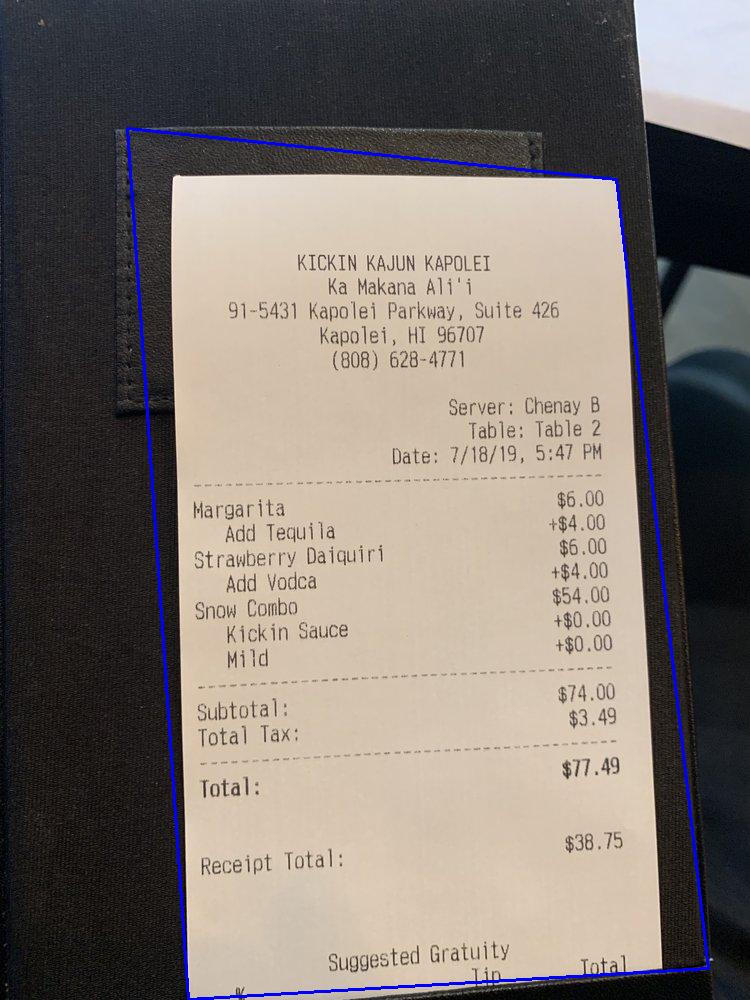 KICKIN KAJUN KAPOLEI
Ka Makana Ali'i
91-5431 Kapolei Parkway, Suite 426
Kapolei, HI 96707
(808) 628-4771
Server: Chenay B
Table: Table 2
Date: 7/18/19, 5:47 PM
Margarita $6.00
Add Tequila +$4.00
Strawberry Daiquiri $6.00
Add Vodca +$4.00
Snow Combo $54.00
Kickin Sauce +$0.00
Mild +$0.00
Subtotal: $74.00
Total Tax: $3.49
Total: $77.49
Receipt Total: $38.75
Suggested Gratuity
% Tip Total